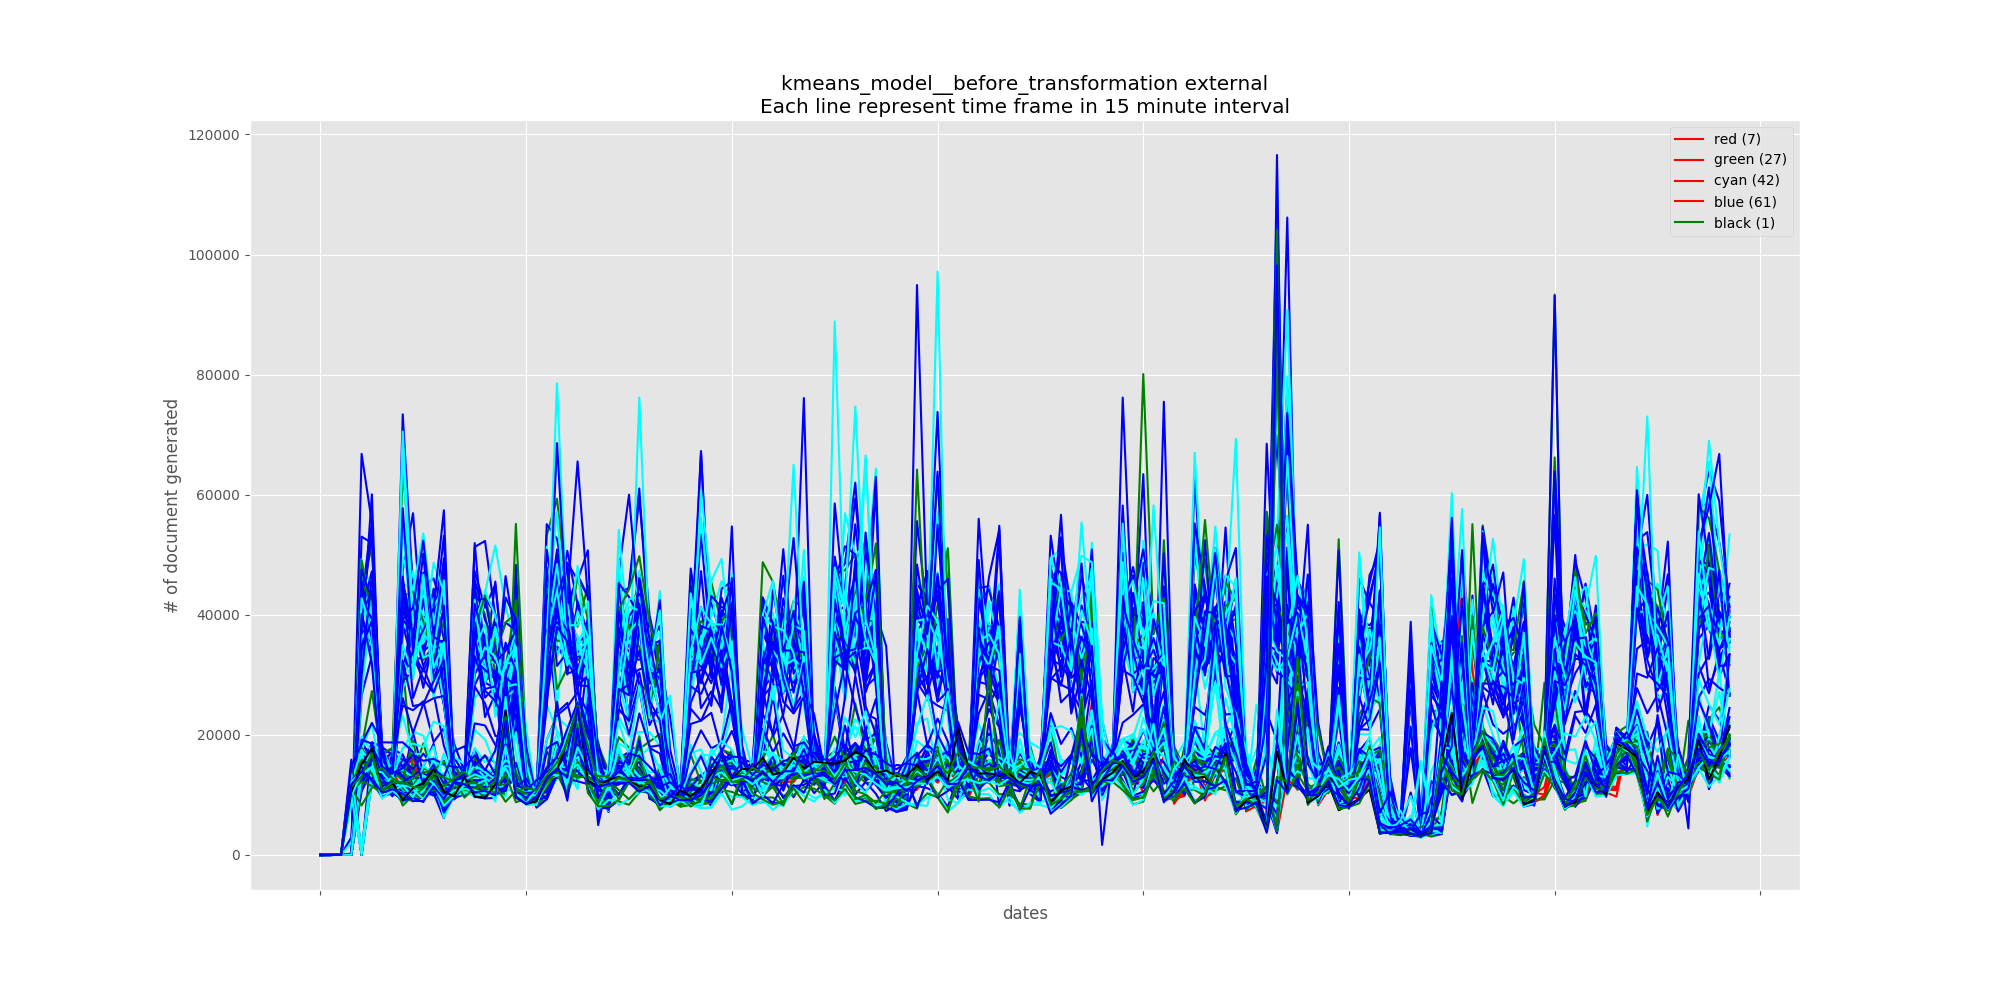 kmeans_model__before_transformation external
Each line represent time frame in 15 minute interval
120000
100000
80000
60000
40000
20000
0
# of document generated
dates
red (7)
green (27)
cyan (42)
blue (61)
black (1)